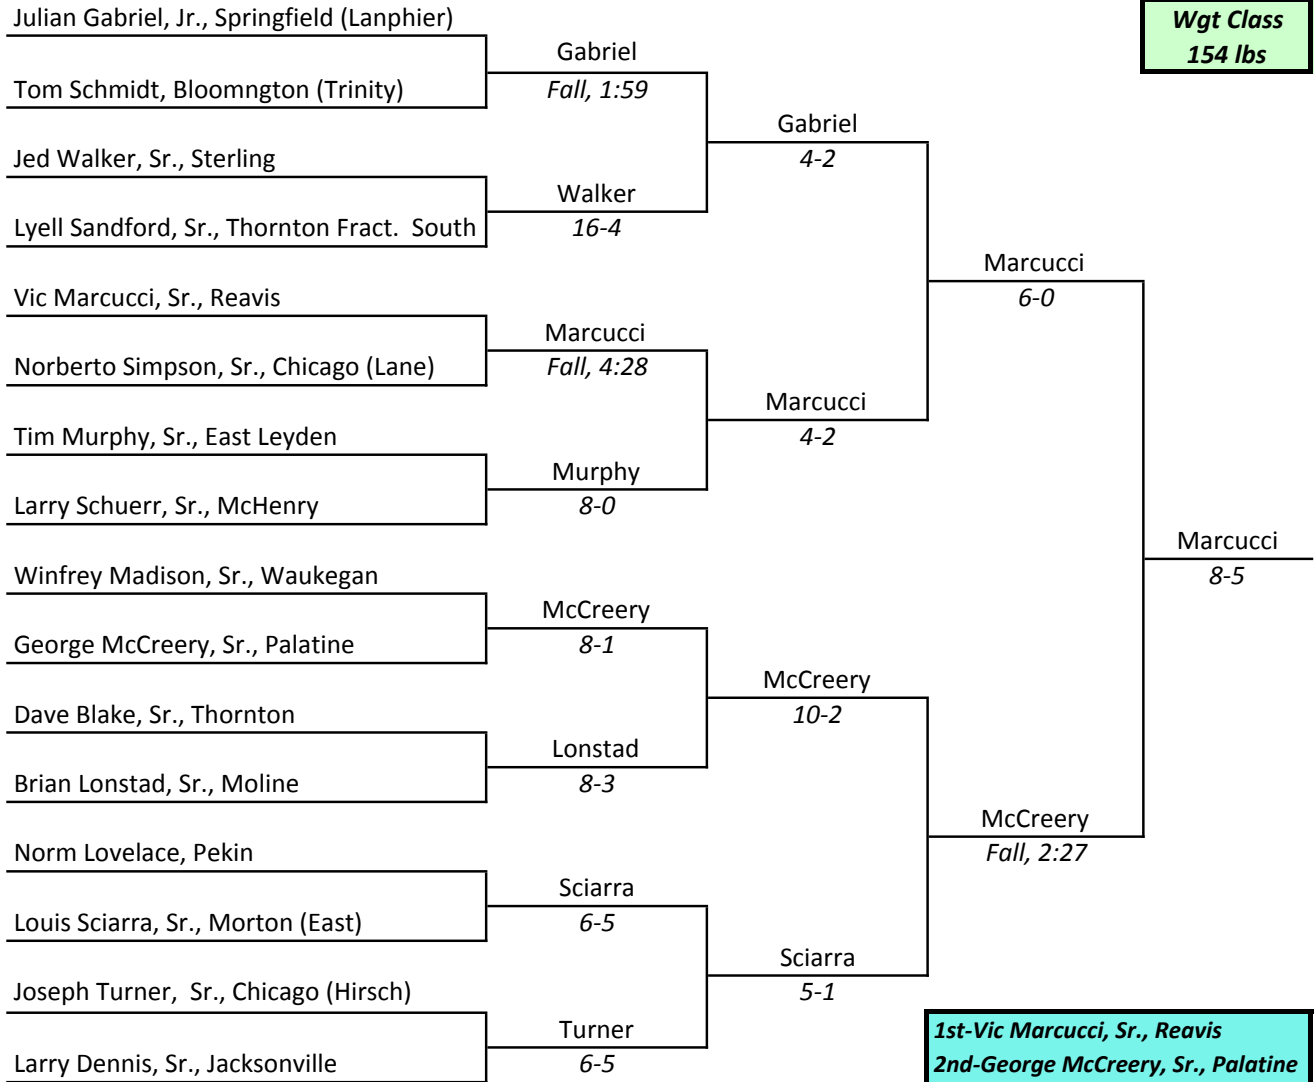 Julian Gabriel, Jr., Springfield (Lanphier)
Wgt Class
154 lbs
Gabriel
Fall, 1:59
Tom Schmidt, Bloomngton (Trinity)
Gabriel
4-2
Jed Walker, Sr., Sterling
Walker
16-4
Lyell Sandford, Sr., Thornton Fract.  South
Marcucci
6-0
Vic Marcucci, Sr., Reavis
Marcucci
Fall, 4:28
Norberto Simpson, Sr., Chicago (Lane)
Marcucci
4-2
Tim Murphy, Sr., East Leyden
Murphy
8-0
Larry Schuerr, Sr., McHenry
Marcucci
8-5
Winfrey Madison, Sr., Waukegan
McCreery
8-1
George McCreery, Sr., Palatine
McCreery
10-2
Dave Blake, Sr., Thornton
Lonstad
8-3
Brian Lonstad, Sr., Moline
McCreery
Fall, 2:27
Norm Lovelace, Pekin
Sciarra
6-5
Louis Sciarra, Sr., Morton (East)
Sciarra
5-1
Joseph Turner,  Sr., Chicago (Hirsch)
Turner
6-5
Larry Dennis, Sr., Jacksonville
1st-Vic Marcucci, Sr., Reavis
2nd-George McCreery, Sr., Palatine